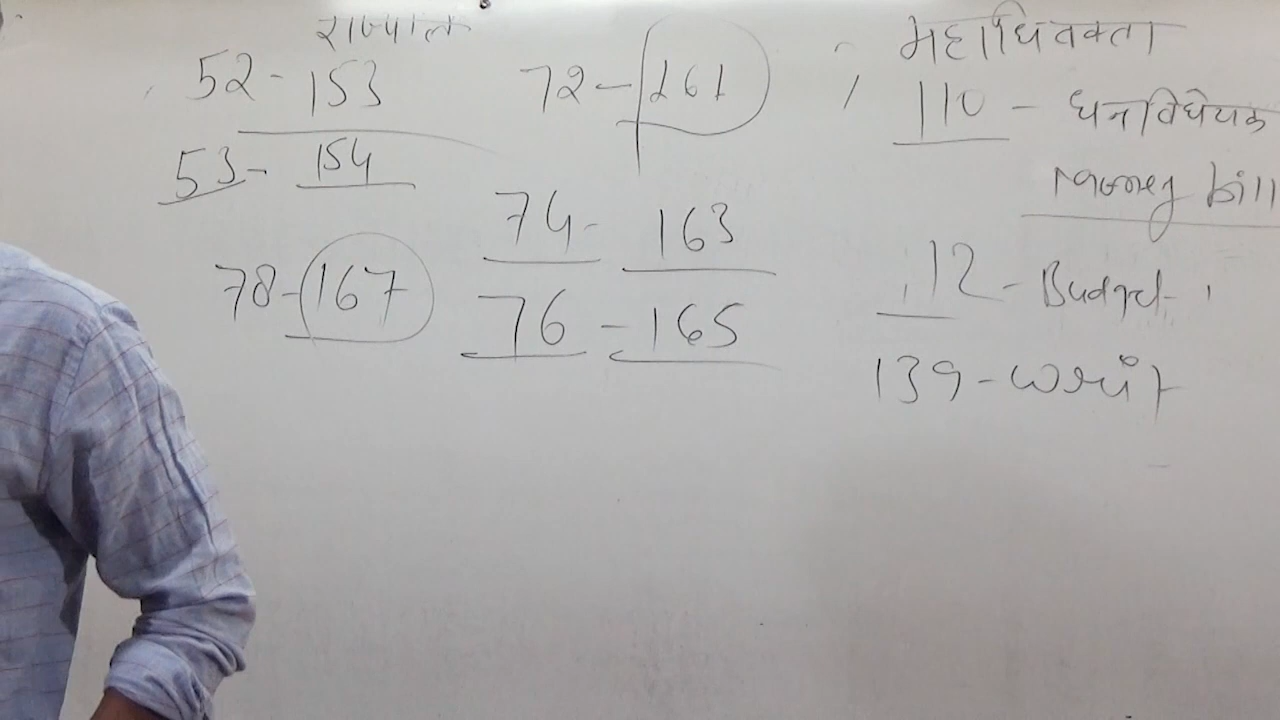 राज्यपाल
52 - 153
53 - 154
78 - 167
72 - 161
74 - 163
76 - 165
महाधिवक्ता
110 - धनविधेयक
money bill
112 - Budget
139 - writ